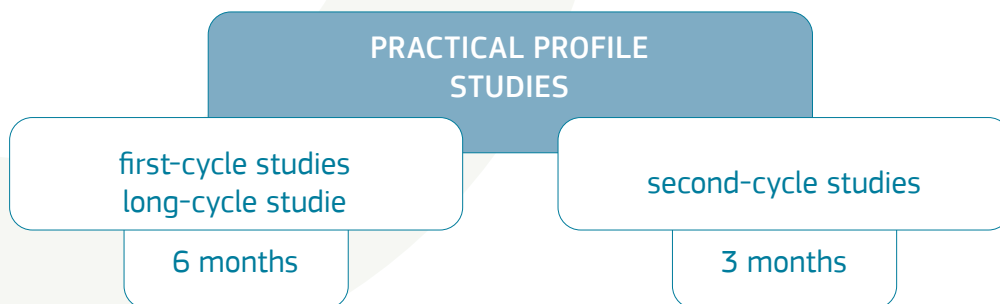 PRACTICAL PROFILE
STUDIES
first-cycle studies
long-cycle studie
6 months
second-cycle studies
3 months